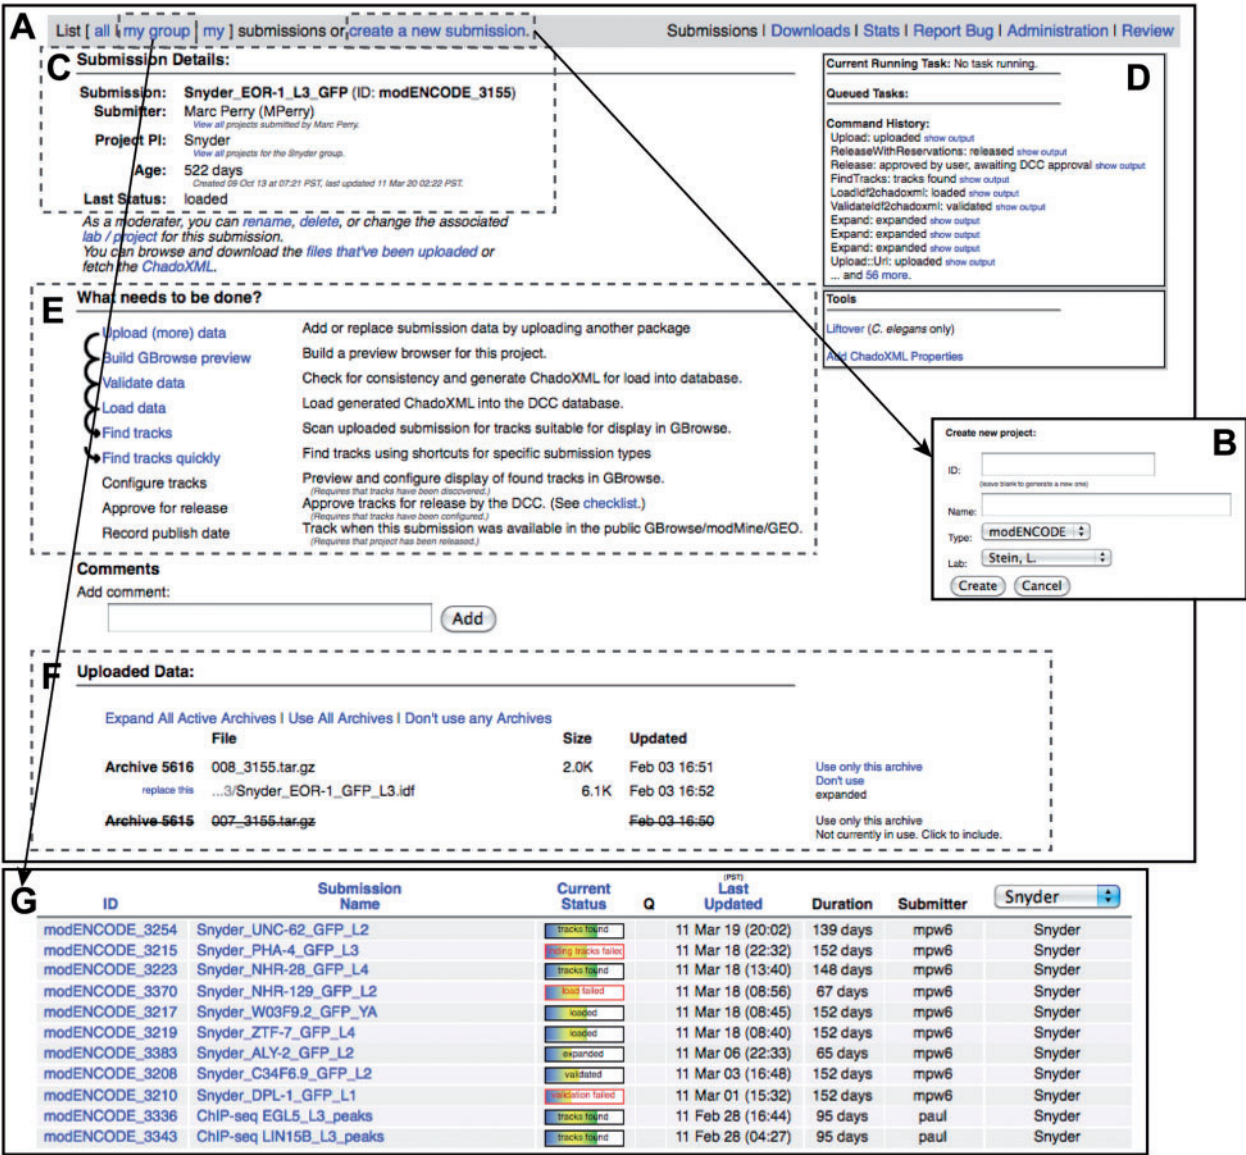 A
List [ all | my group | my ] submissions or create a new submission.
Submissions | Downloads | Stats | Report Bug | Administration | Review
C
Submission Details:
Submission: Snyder_EOR-1_L3_GFP (ID: modENCODE_3155)
Submitter: Marc Perry (MPerry)
View all projects submitted by Marc Perry.
Project PI: Snyder
View all projects for the Snyder group.
Age: 522 days
Created 09 Oct 13 at 07:21 PST, last updated 11 Mar 20 02:22 PST.
Last Status: loaded
As a moderater, you can rename, delete, or change the associated
lab / project for this submission.
You can browse and download the files that've been uploaded or
fetch the ChadoXML.
D
Current Running Task: No task running.
Queued Tasks:
Command History:
Upload: uploaded show output
ReleaseWithReservations: released show output
Release: approved by user, awaiting DCC approval show output
FindTracks: tracks found show output
LoadIdf2chadoxml: loaded show output
ValidateIdf2chadoxml: validated show output
Expand: expanded show output
Expand: expanded show output
Expand: expanded show output
Upload::Url: uploaded show output
... and 56 more.
Tools
Liftover (C. elegans only)
Add ChadoXML Properties
E
What needs to be done?
Upload (more) data Add or replace submission data by uploading another package
Build GBrowse preview Build a preview browser for this project.
Validate data Check for consistency and generate ChadoXML for load into database.
Load data Load generated ChadoXML into the DCC database.
Find tracks Scan uploaded submission for tracks suitable for display in GBrowse.
Find tracks quickly Find tracks using shortcuts for specific submission types
Configure tracks Preview and configure display of found tracks in GBrowse.
(Requires that tracks have been discovered.)
Approve for release Approve tracks for release by the DCC. (See checklist.)
(Requires that tracks have been configured.)
Record publish date Track when this submission was available in the public GBrowse/modMine/GEO.
(Requires that project has been released.)
B
Create new project:
ID:
(leave blank to generate a new one)
Name:
Type: modENCODE
Lab: Stein, L.
Create Cancel
Comments
Add comment:
Add
F
Uploaded Data:
Expand All Active Archives | Use All Archives | Don't use any Archives
File Size Updated
Archive 5616 008_3155.tar.gz 2.0K Feb 03 16:51 Use only this archive
Don't use
replace this ...3/Snyder_EOR-1_GFP_L3.idf 6.1K Feb 03 16:52 expanded
Archive 5615 007_3155.tar.gz Feb 03 16:50 Use only this archive
Not currently in use. Click to include.
G
(PST)
ID Submission Name Current Status Q Last Updated Duration Submitter Snyder
modENCODE_3254 Snyder_UNC-62_GFP_L2 tracks found 11 Mar 19 (20:02) 139 days mpw6 Snyder
modENCODE_3215 Snyder_PHA-4_GFP_L3 finding tracks failed 11 Mar 18 (22:32) 152 days mpw6 Snyder
modENCODE_3223 Snyder_NHR-28_GFP_L4 tracks found 11 Mar 18 (13:40) 148 days mpw6 Snyder
modENCODE_3370 Snyder_NHR-129_GFP_L2 load failed 11 Mar 18 (08:56) 67 days mpw6 Snyder
modENCODE_3217 Snyder_W03F9.2_GFP_YA loaded 11 Mar 18 (08:45) 152 days mpw6 Snyder
modENCODE_3219 Snyder_ZTF-7_GFP_L4 loaded 11 Mar 18 (08:40) 152 days mpw6 Snyder
modENCODE_3383 Snyder_ALY-2_GFP_L2 expanded 11 Mar 06 (22:33) 65 days mpw6 Snyder
modENCODE_3208 Snyder_C34F6.9_GFP_L2 validated 11 Mar 03 (16:48) 152 days mpw6 Snyder
modENCODE_3210 Snyder_DPL-1_GFP_L1 validation failed 11 Mar 01 (15:32) 152 days mpw6 Snyder
modENCODE_3336 ChIP-seq EGL5_L3_peaks tracks found 11 Feb 28 (16:44) 95 days paul Snyder
modENCODE_3343 ChIP-seq LIN15B_L3_peaks tracks found 11 Feb 28 (04:27) 95 days paul Snyder